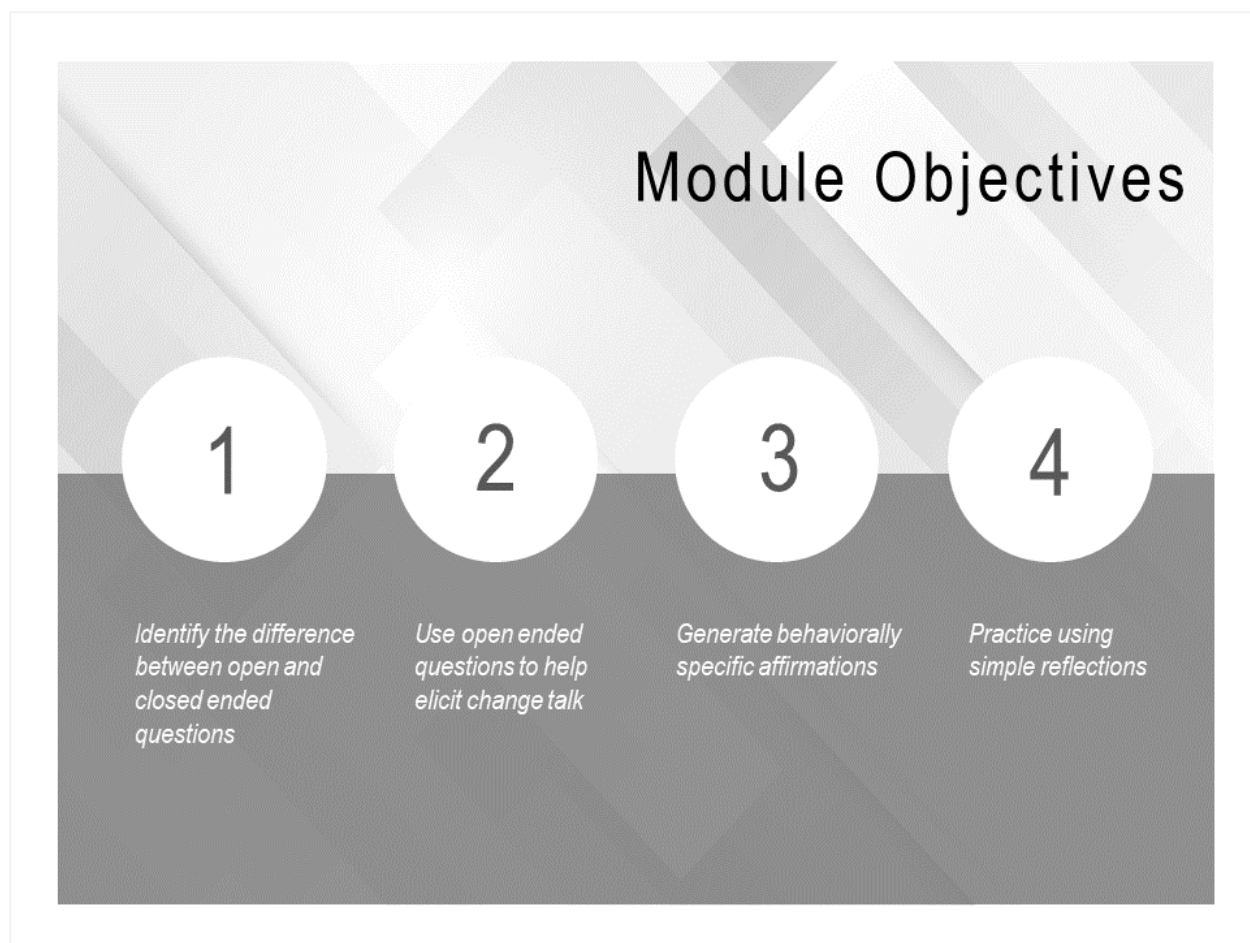 Module Objectives
1
2
3
4
Identify the difference
between open and
closed ended
questions
Use open ended
questions to help
elicit change talk
Generate behaviorally
specific affirmations
Practice using
simple reflections